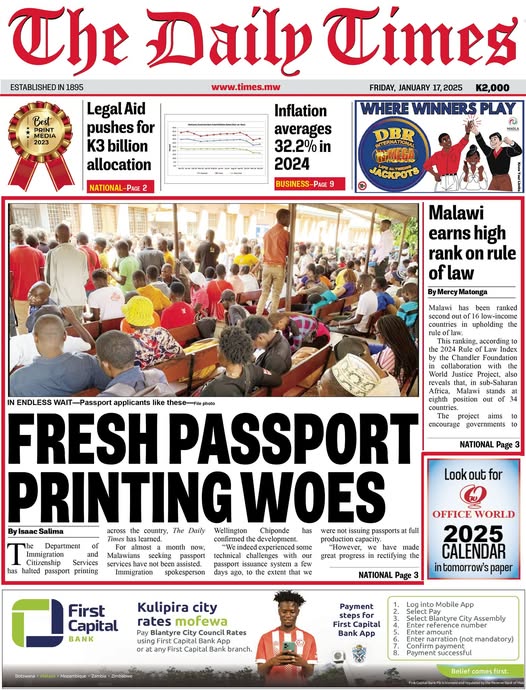 The Daily Times
ESTABLISHED IN 1895
www.times.mw
FRIDAY, JANUARY 17, 2025
K2,000
Best
PRINT
MEDIA
2023
Legal Aid
pushes for
K3 billion
allocation
NATIONAL–PAGE 2
Inflation
averages
32.2% in
2024
BUSINESS–PAGE 9
WHERE WINNERS PLAY
DBR
INTERNATIONAL
MEGA
JACKPOTS
IN ENDLESS WAIT—Passport applicants like these—File photo
FRESH PASSPORT
PRINTING WOES
By Isaac Salima
The Department of
Immigration and
Citizenship Services
has halted passport printing
across the country, The Daily
Times has learned.
For almost a month now,
Malawians seeking passport
services have not been assisted.
Immigration spokesperson
Wellington Chiponde has
confirmed the development.
“We indeed experienced some
technical challenges with our
passport issuance system a few
days ago, to the extent that we
were not issuing passports at full
production capacity.
“However, we have made
great progress in rectifying the
NATIONAL Page 3
Malawi
earns high
rank on rule
of law
By Mercy Matonga
Malawi has been ranked
second out of 16 low-income
countries in upholding the
rule of law.
This ranking, according to
the 2024 Rule of Law Index
by the Chandler Foundation
in collaboration with the
World Justice Project, also
reveals that, in sub-Saharan
Africa, Malawi stands at
eighth position out of 34
countries.
The project aims to
encourage governments to
NATIONAL Page 3
Look out for
OFFICE WORLD
2025
CALENDAR
in tomorrow's paper
First
Capital
BANK
Botswana • Malawi • Mozambique • Zambia • Zimbabwe
Kulipira city
rates mofewa
Pay Blantyre City Council Rates
using First Capital Bank App
or at any First Capital Bank branch.
Payment
steps for
First Capital
Bank App
1. Log into Mobile App
2. Select Pay
3. Select Blantyre City Assembly
4. Enter reference number
5. Enter amount
6. Enter narration (not mandatory)
7. Confirm payment
8. Payment successful
Belief comes first.